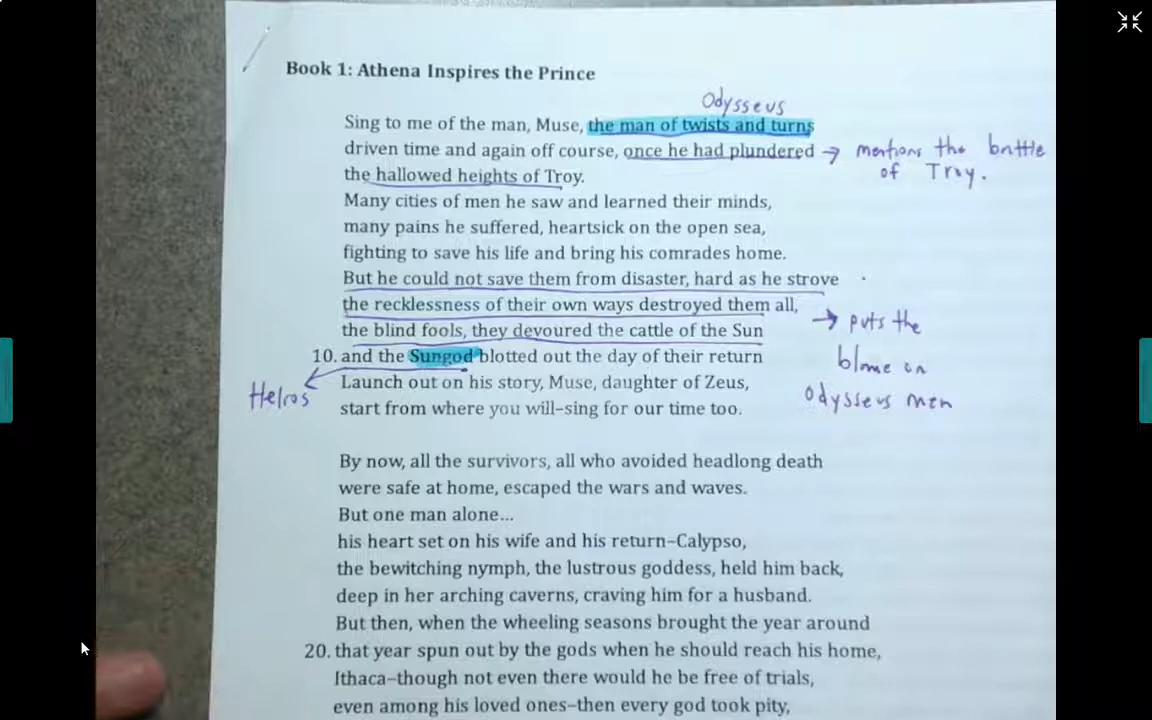 Book 1: Athena Inspires the Prince
Odysseus
Sing to me of the man, Muse, the man of twists and turns
driven time and again off course, once he had plundered → mentions the battle
the hallowed heights of Troy. of Troy.
Many cities of men he saw and learned their minds,
many pains he suffered, heartsick on the open sea,
fighting to save his life and bring his comrades home.
But he could not save them from disaster, hard as he strove
the recklessness of their own ways destroyed them all,
the blind fools, they devoured the cattle of the Sun → puts the
10. and the Sungod blotted out the day of their return blame on
Helios Launch out on his story, Muse, daughter of Zeus, Odysseus men
start from where you will–sing for our time too.
By now, all the survivors, all who avoided headlong death
were safe at home, escaped the wars and waves.
But one man alone...
his heart set on his wife and his return–Calypso,
the bewitching nymph, the lustrous goddess, held him back,
deep in her arching caverns, craving him for a husband.
But then, when the wheeling seasons brought the year around
20. that year spun out by the gods when he should reach his home,
Ithaca–though not even there would he be free of trials,
even among his loved ones–then every god took pity,